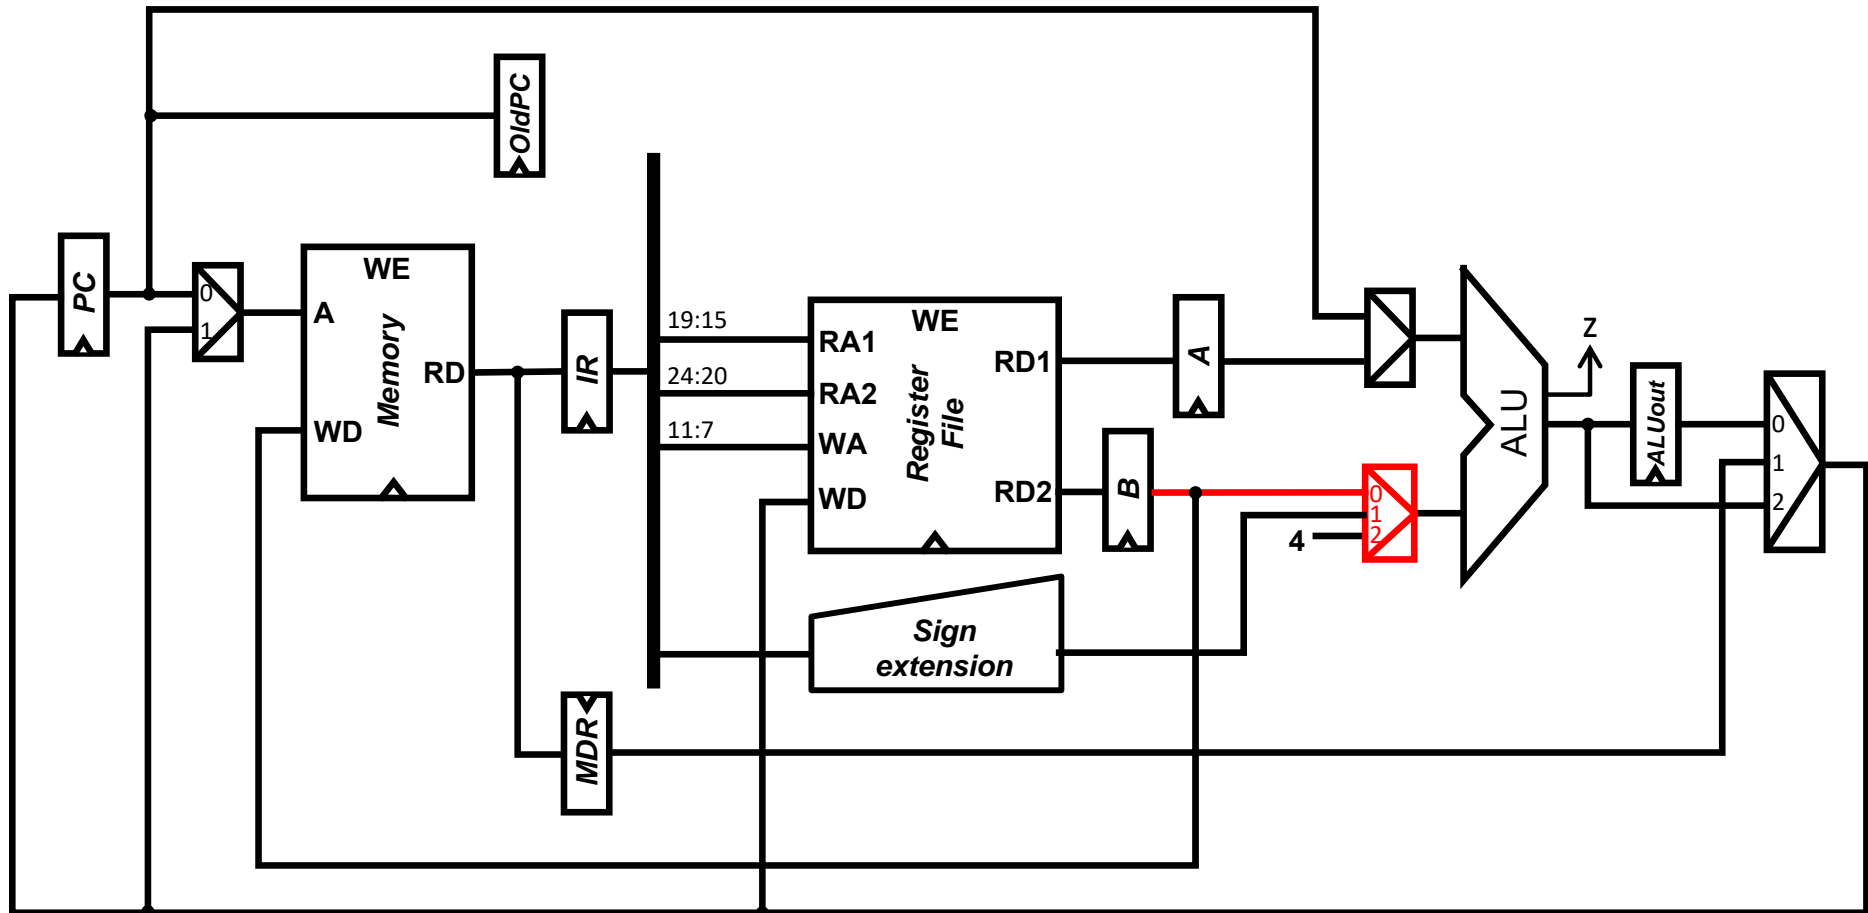 OldPC
PC
0
1
WE
A
Memory
RD
WD
IR
19:15
24:20
11:7
WE
RA1
RD1
RA2
Register
File
WA
WD
RD2
A
B
0
1
2
4
ALU
Z
ALUout
0
1
2
Sign
extension
MDR